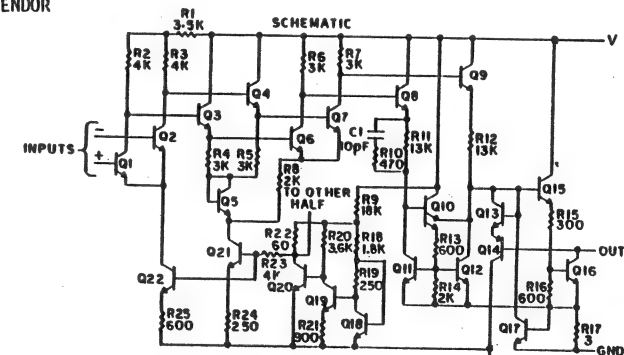 ENDOR
SCHEMATIC
R1
3.5K
V
R2
4K
R3
4K
R6
3K
R7
3K
Q9
Q4
Q8
Q3
Q7
C1
10pF
R11
13K
R12
13K
Q2
Q6
INPUTS
-
+
Q1
R4
3K
R5
3K
R8
2K
R10
470
Q15
TO OTHER
HALF
Q5
R9
18K
Q10
Q13
R15
300
R22
60
R20
3.6K
R18
1.8K
R13
600
Q14
OUT
Q21
R23
4K
Q22
Q20
Q19
R19
250
Q11
Q12
Q16
R14
2K
R16
600
R25
600
R24
250
R21
900
Q18
Q17
R17
3
GND